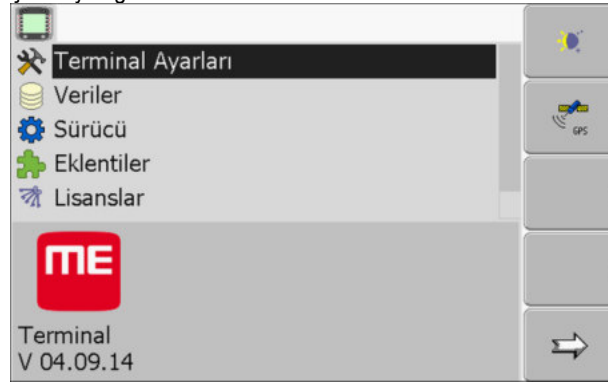 Terminal Ayarları
Veriler
Sürücü
Eklentiler
Lisanslar
GPS
ME
Terminal
V 04.09.14